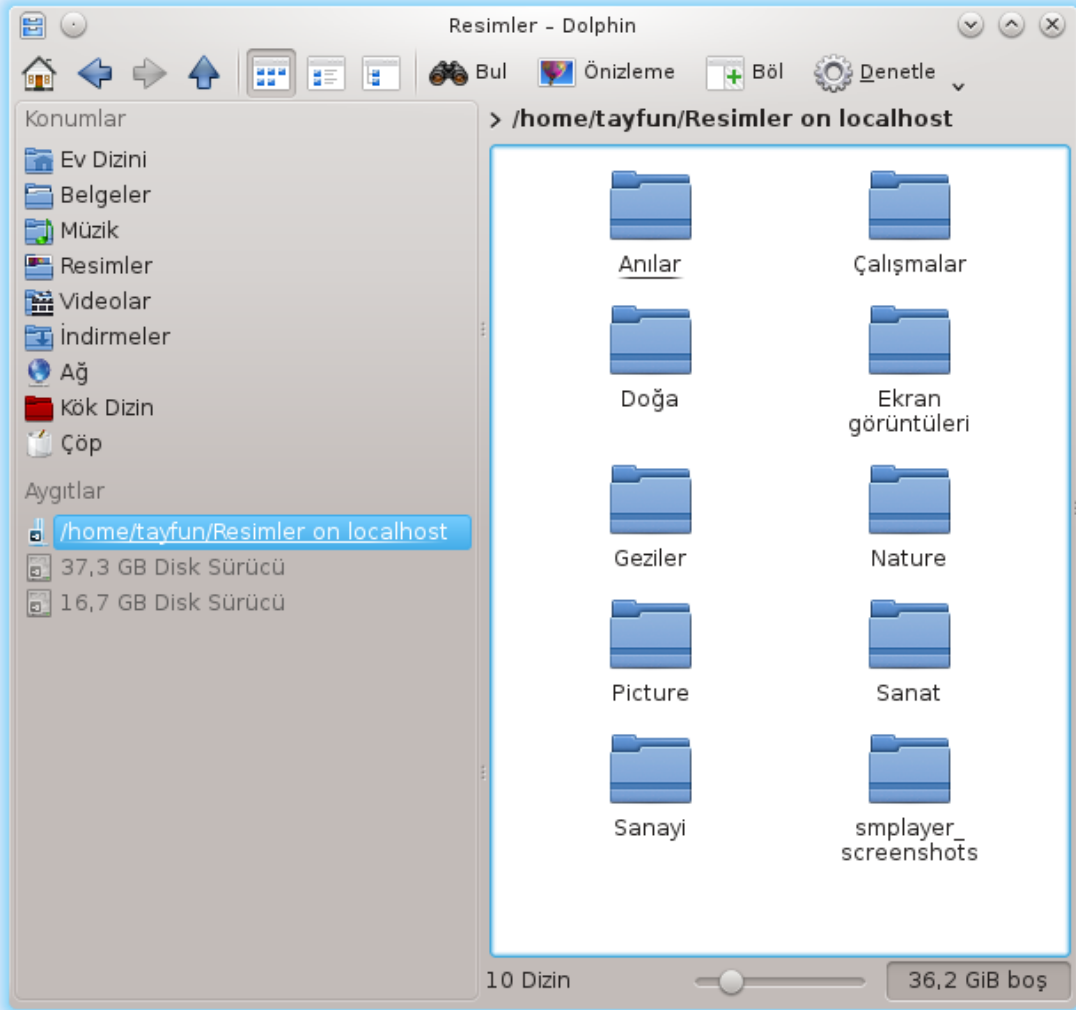 Resimler – Dolphin
Bul
Önizleme
Böl
Denetle
Konumlar
Ev Dizini
Belgeler
Müzik
Resimler
Videolar
İndirmeler
Ağ
Kök Dizin
Çöp
Aygıtlar
/home/tayfun/Resimler on localhost
37,3 GB Disk Sürücü
16,7 GB Disk Sürücü
> /home/tayfun/Resimler on localhost
Anılar
Çalışmalar
Doğa
Ekran
görüntüleri
Geziler
Nature
Picture
Sanat
Sanayi
smplayer_
screenshots
10 Dizin
36,2 GiB boş